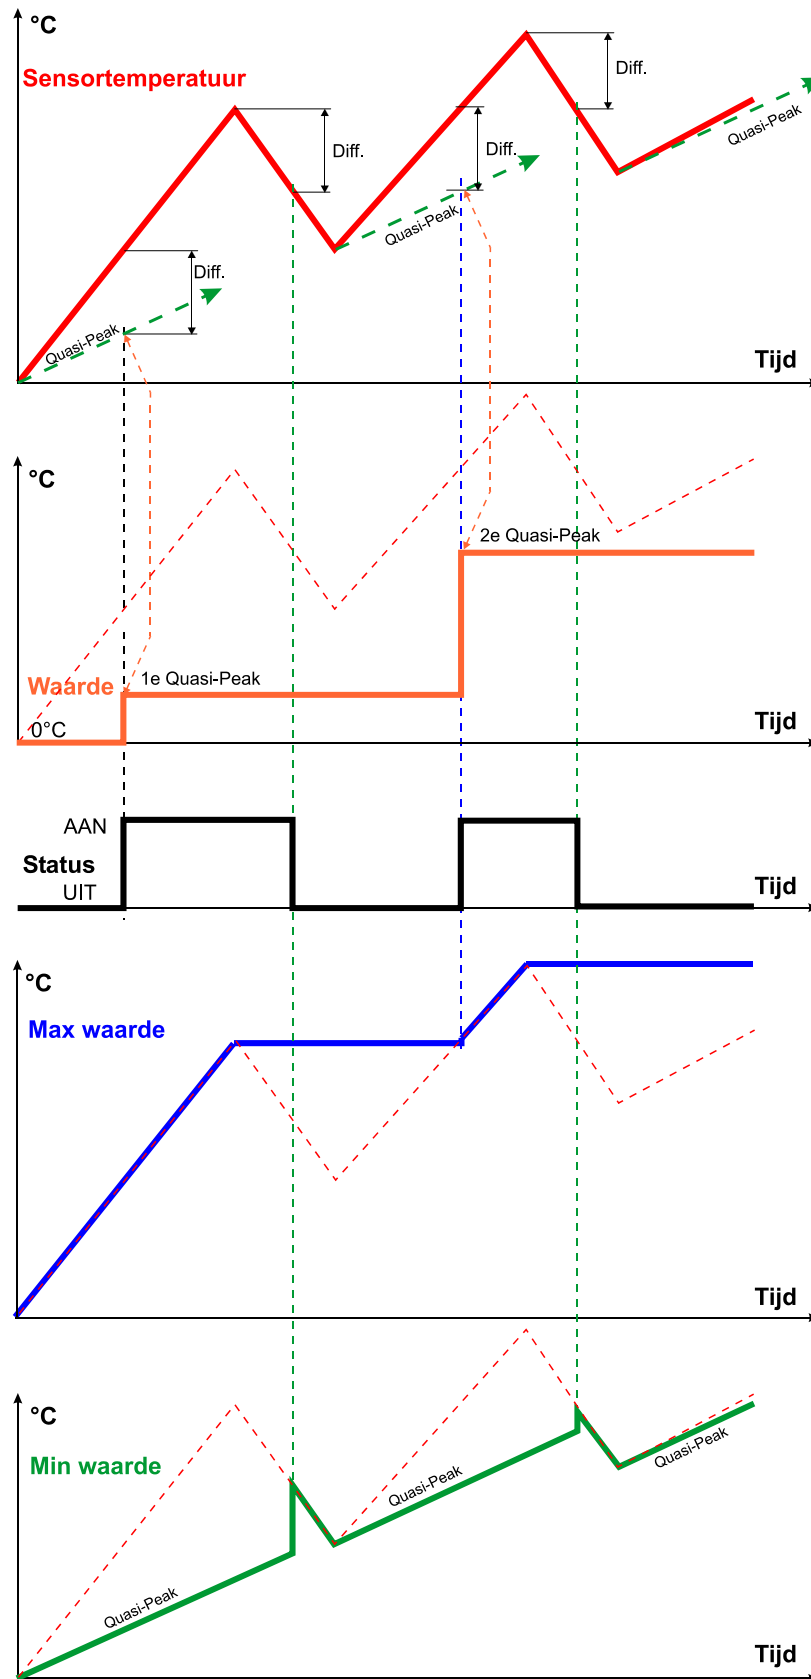 °C
Sensortemperatuur
Diff.
Diff.
Diff.
Quasi-Peak
Quasi-Peak
Diff.
Quasi-Peak
Tijd
°C
2e Quasi-Peak
1e Quasi-Peak
Waarde
0°C
Tijd
AAN
Status
UIT
Tijd
°C
Max waarde
Tijd
°C
Min waarde
Quasi-Peak
Quasi-Peak
Quasi-Peak
Tijd